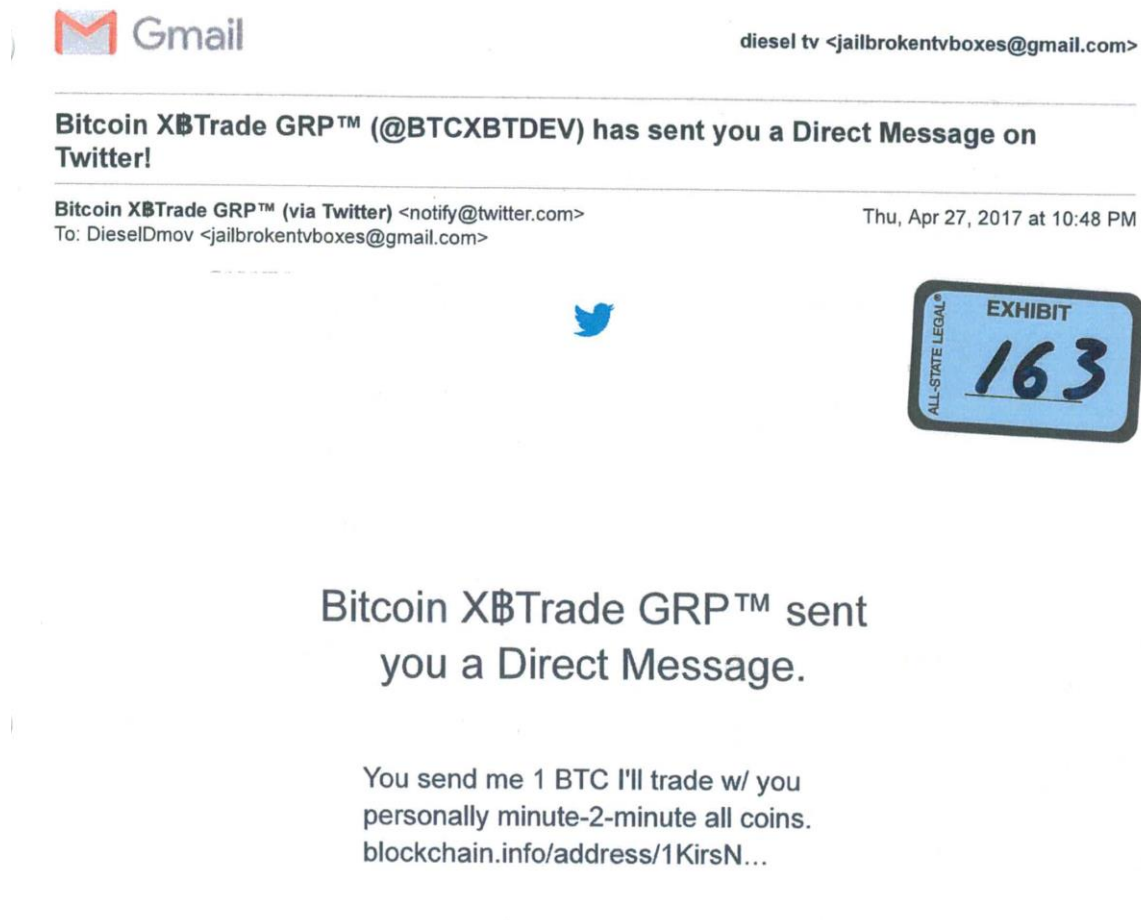 Gmail
diesel tv <jailbrokentvboxes@gmail.com>
Bitcoin X฿Trade GRP™ (@BTCXBTDEV) has sent you a Direct Message on
Twitter!
Bitcoin X฿Trade GRP™ (via Twitter) <notify@twitter.com>
Thu, Apr 27, 2017 at 10:48 PM
To: DieselDmov <jailbrokentvboxes@gmail.com>
ALL-STATE LEGAL®
EXHIBIT
163
Bitcoin X฿Trade GRP™ sent
you a Direct Message.
You send me 1 BTC I'll trade w/ you
personally minute-2-minute all coins.
blockchain.info/address/1KirsN...